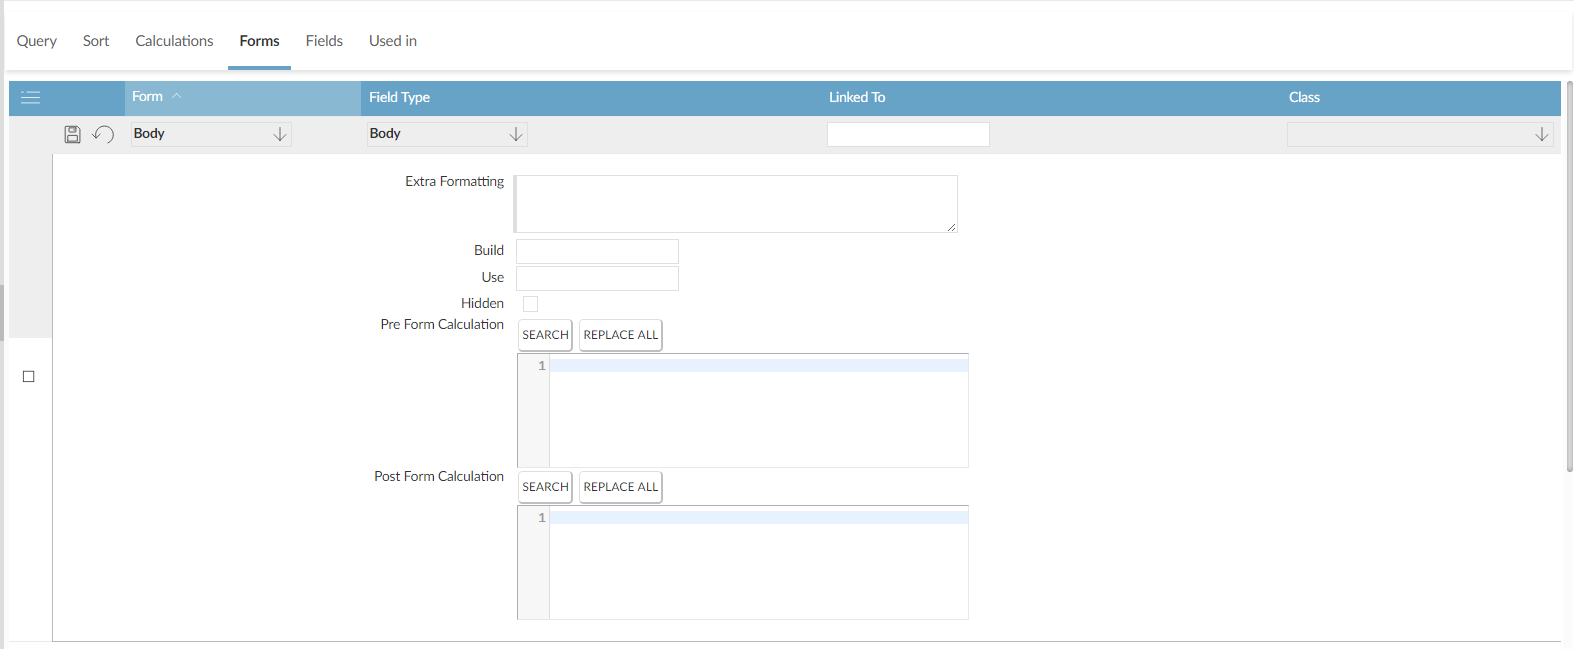 Query Sort Calculations Forms Fields Used in
Form Field Type Linked To Class
Body Body
Extra Formatting
Build
Use
Hidden
Pre Form Calculation SEARCH REPLACE ALL
1
Post Form Calculation SEARCH REPLACE ALL
1